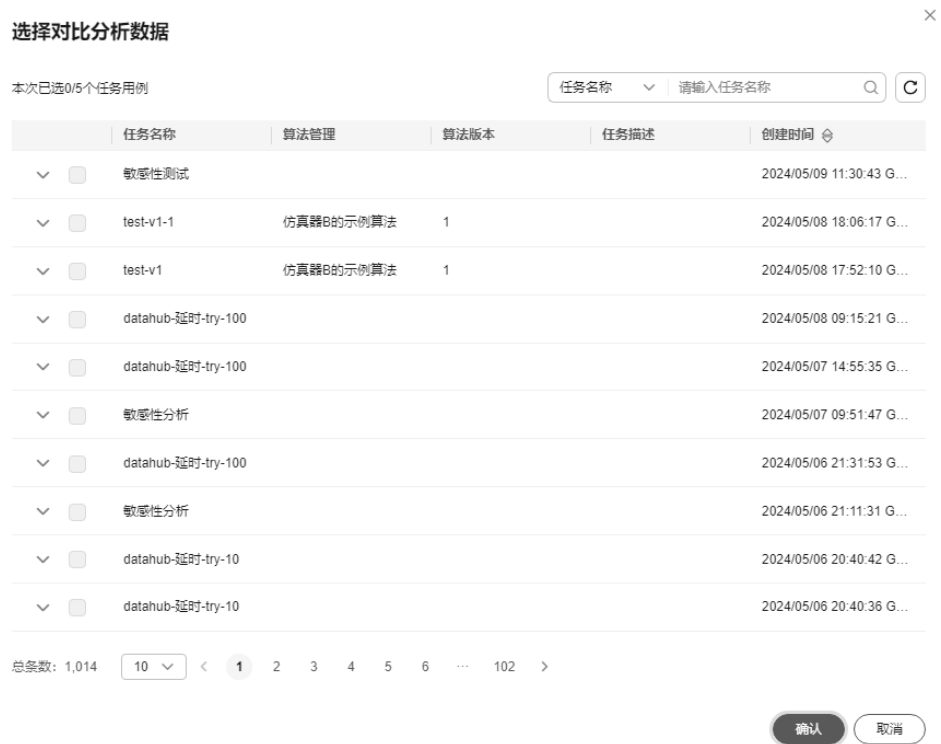 选择对比分析数据
本次已选0/5个任务用例 任务名称 请输入任务名称
任务名称 算法管理 算法版本 任务描述 创建时间
敏感性测试 2024/05/09 11:30:43 G...
test-v1-1 仿真器B的示例算法 1 2024/05/08 18:06:17 G...
test-v1 仿真器B的示例算法 1 2024/05/08 17:52:10 G...
datahub-延时-try-100 2024/05/08 09:15:21 G...
datahub-延时-try-100 2024/05/07 14:55:35 G...
敏感性分析 2024/05/07 09:51:47 G...
datahub-延时-try-100 2024/05/06 21:31:53 G...
敏感性分析 2024/05/06 21:11:31 G...
datahub-延时-try-10 2024/05/06 20:40:42 G...
datahub-延时-try-10 2024/05/06 20:40:36 G...
总条数: 1,014 10 < 1 2 3 4 5 6 ... 102 >
确认 取消